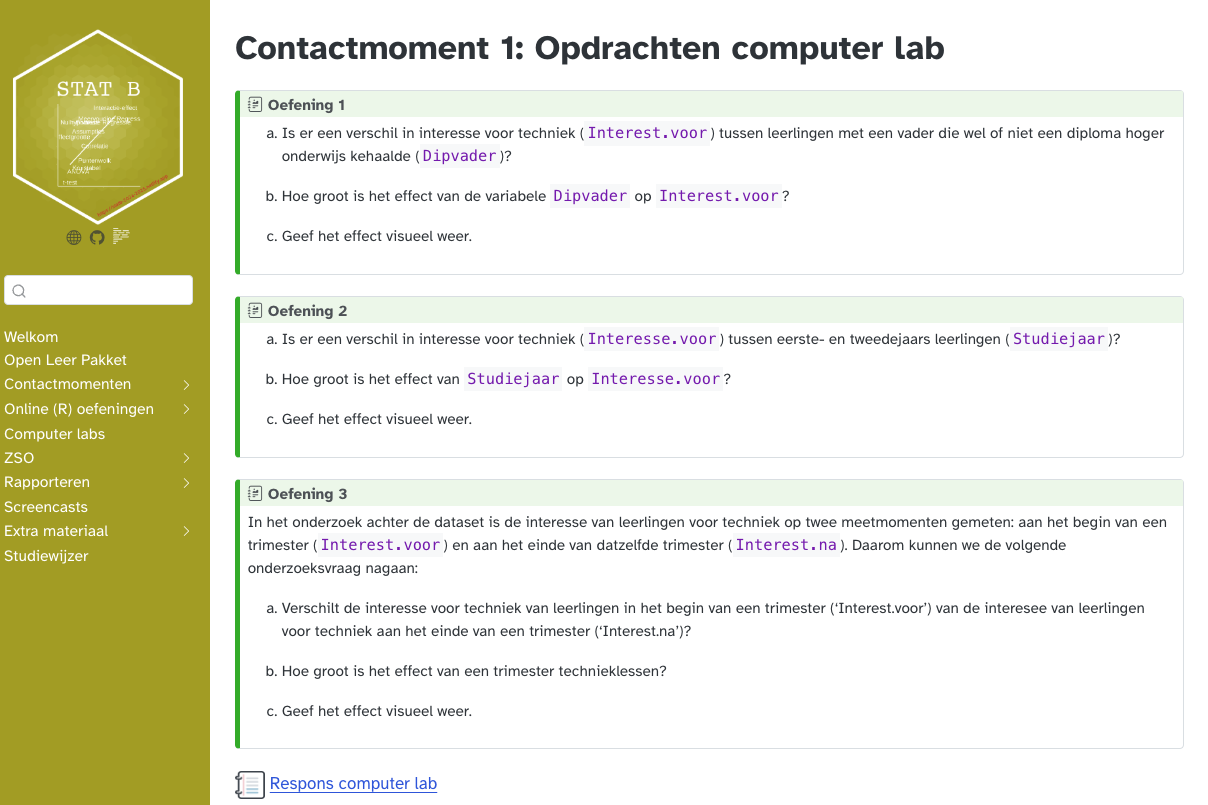 STAT B
Interactie-effect
Assumpties
Correlatie
ANOVA
t-test
Welkom
Open Leer Pakket
Contactmomenten
Online (R) oefeningen
Computer labs
ZSO
Rapporteren
Screencasts
Extra materiaal
Studiewijzer
Contactmoment 1: Opdrachten computer lab
Oefening 1
a. Is er een verschil in interesse voor techniek (Interest.voor) tussen leerlingen met een vader die wel of niet een diploma hoger
onderwijs kehaalde (Dipvader)?
b. Hoe groot is het effect van de variabele Dipvader op Interest.voor?
c. Geef het effect visueel weer.
Oefening 2
a. Is er een verschil in interesse voor techniek (Interesse.voor) tussen eerste- en tweedejaars leerlingen (Studiejaar)?
b. Hoe groot is het effect van Studiejaar op Interesse.voor?
c. Geef het effect visueel weer.
Oefening 3
In het onderzoek achter de dataset is de interesse van leerlingen voor techniek op twee meetmomenten gemeten: aan het begin van een
trimester (Interest.voor) en aan het einde van datzelfde trimester (Interest.na). Daarom kunnen we de volgende
onderzoeksvraag nagaan:
a. Verschilt de interesse voor techniek van leerlingen in het begin van een trimester (‘Interest.voor’) van de interesee van leerlingen
voor techniek aan het einde van een trimester (‘Interest.na’)?
b. Hoe groot is het effect van een trimester technieklessen?
c. Geef het effect visueel weer.
Respons computer lab